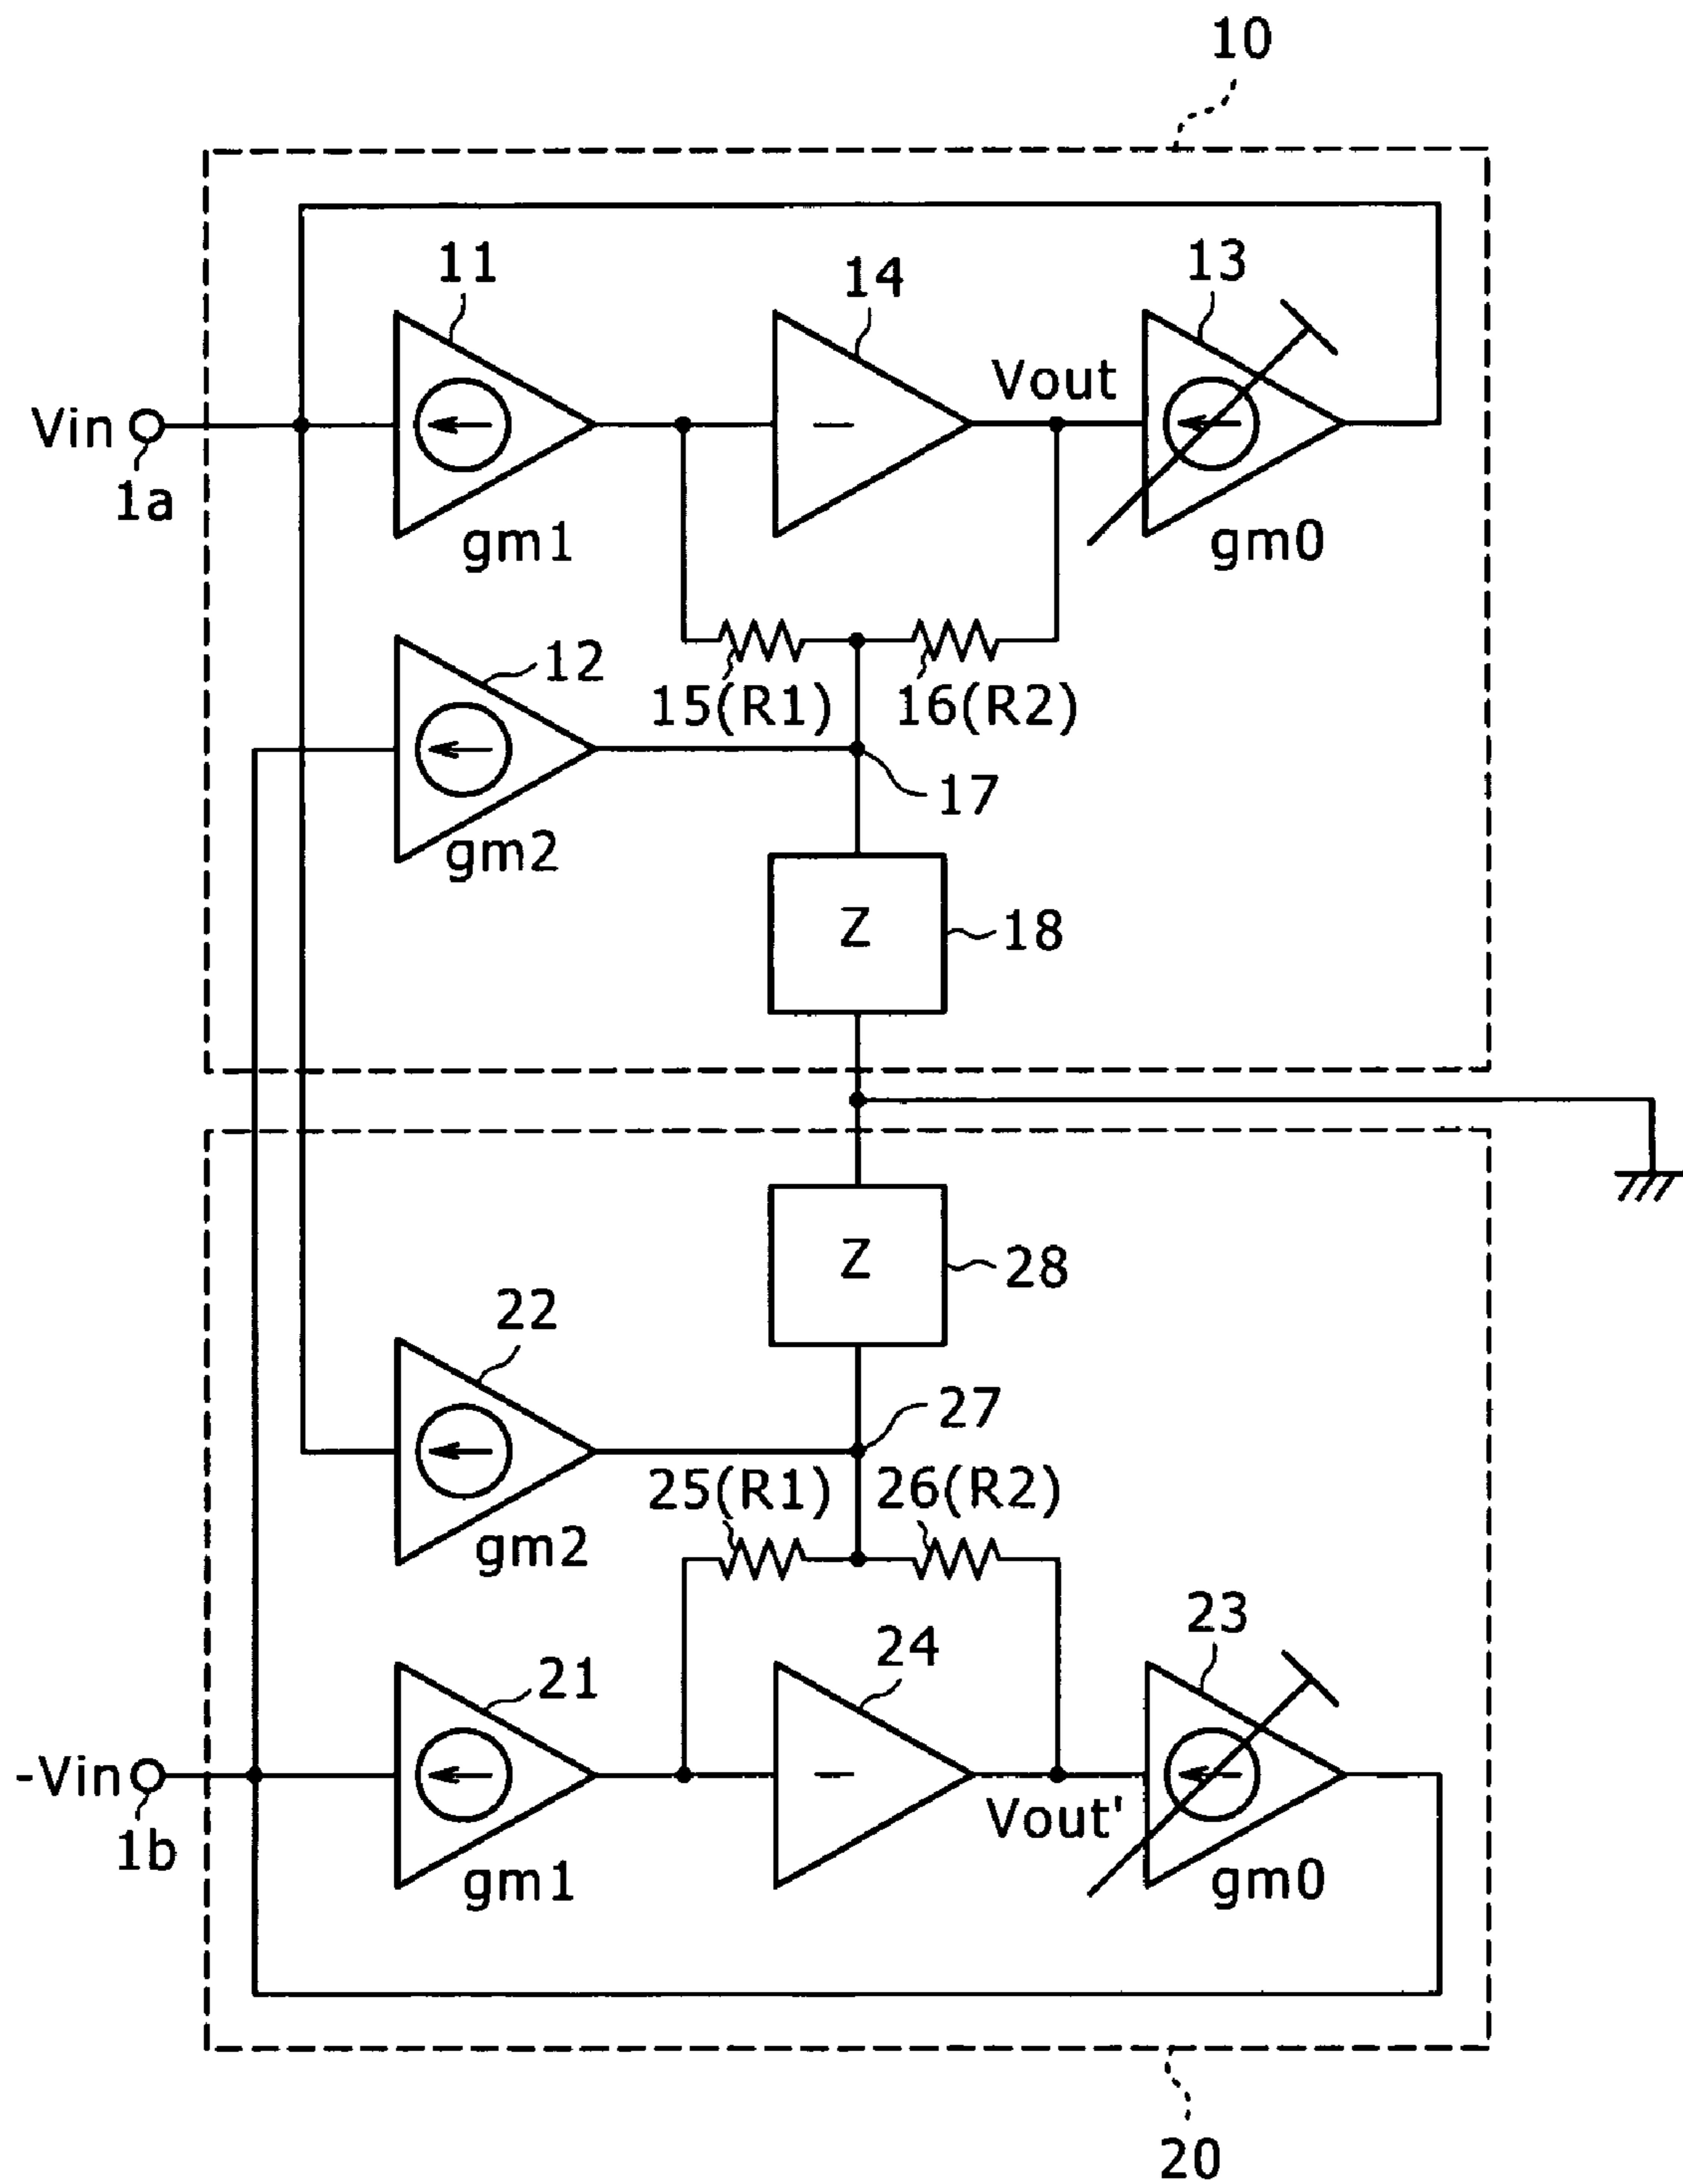 10
11
14
13
Vout
Vin
1a
gm1
gm0
12
15(R1)
16(R2)
17
gm2
Z
18
Z
28
22
27
25(R1)
26(R2)
gm2
23
24
21
-Vin
1b
Vout'
gm1
gm0
20